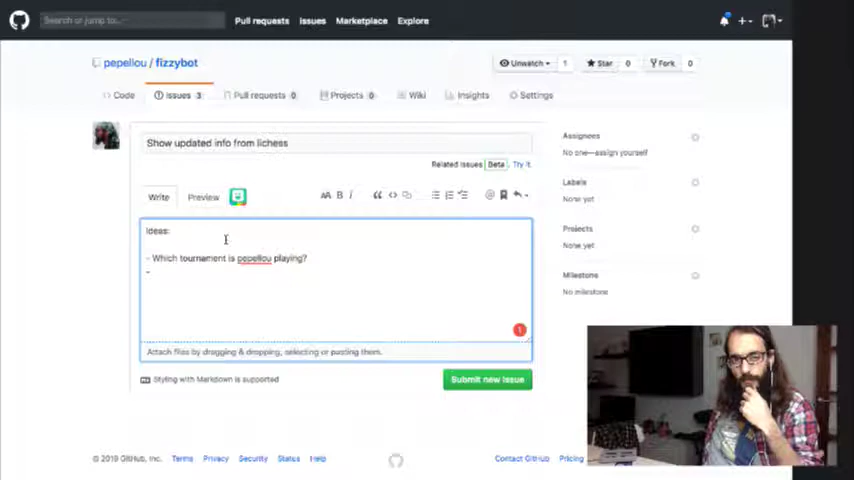 Search or jump to...
Pull requests Issues Marketplace Explore
pepellou / fizzybot
Unwatch 1 Star 0 Fork 0
Code Issues 3 Pull requests 0 Projects 0 Wiki Insights Settings
Show updated info from lichess
Related Issues Beta Try it
Write Preview
AA B i
Ideas:
- Which tournament is pepellou playing?
-
1
Attach files by dragging & dropping, selecting or pasting them.
Styling with Markdown is supported
Submit new issue
Assignees
No one—assign yourself
Labels
None yet
Projects
None yet
Milestone
No milestone
© 2019 GitHub, Inc. Terms Privacy Security Status Help
Contact GitHub Pricing